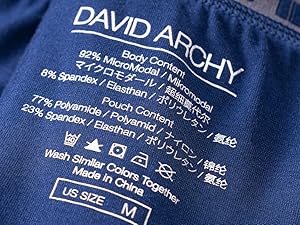 DAVID ARCHY
Body Content
92% MicroModal / Mikromodal
マイクロモダール / 超细莫代尔
8% Spandex / Elasthan / ポリウレタン / 氨纶
Pouch Content
77% Polyamide / Polyamid / ナイロン / 锦纶
23% Spandex / Elasthan / ポリウレタン / 氨纶
Wash Similar Colors Together
Made in China
US SIZE M